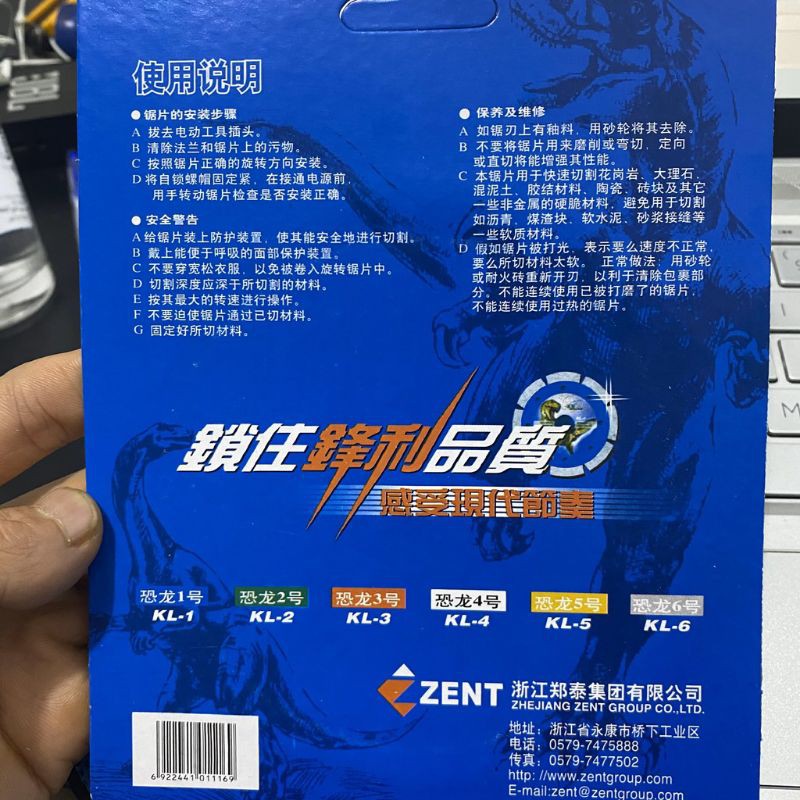 使用说明
● 锯片的安装步骤
A 拔去电动工具插头。
B 清除法兰和锯片上的污物。
C 按照锯片正确的旋转方向安装。
D 将自锁螺帽固定紧，在接通电源前，
用手转动锯片检查是否安装正确。
● 安全警告
A 给锯片装上防护装置，使其能安全地进行切割。
B 戴上能便于呼吸的面部保护装置。
C 不要穿宽松衣服，以免被卷入旋转锯片中。
D 切割深度应深于所切割的材料。
E 按其最大的转速进行操作。
F 不要迫使锯片通过已切材料。
G 固定好所切材料。
● 保养及维修
A 如锯刃上有釉料，用砂轮将其去除。
B 不要将锯片用来磨削或弯切，定向
或直切将能增强其性能。
C 本锯片用于快速切割花岗岩、大理石、
混泥土、胶结材料、陶瓷、砖块及其它
一些非金属的硬脆材料，避免用于切割
如沥青、煤渣块、软水泥、砂浆接缝等
一些软质材料。
D 假如锯片被打光，表示要么速度不正常，
要么所切材料太软。正常做法：用砂轮
或耐火砖重新开刃，以利于清除包裹部
分。不能连续使用已被打磨了的锯片，
不能连续使用过热的锯片。
鎖住鋒利品質
感受現代節奏
恐龙1号 恐龙2号 恐龙3号 恐龙4号 恐龙5号 恐龙6号
KL-1 KL-2 KL-3 KL-4 KL-5 KL-6
ZENT 浙江郑泰集团有限公司
ZHEJIANG ZENT GROUP CO.,LTD.
地址：浙江省永康市桥下工业区
电话：0579-7475888
传真：0579-7477502
http://www.zentgroup.com
E-mail:zent@zentgroup.com
6 922441 011169